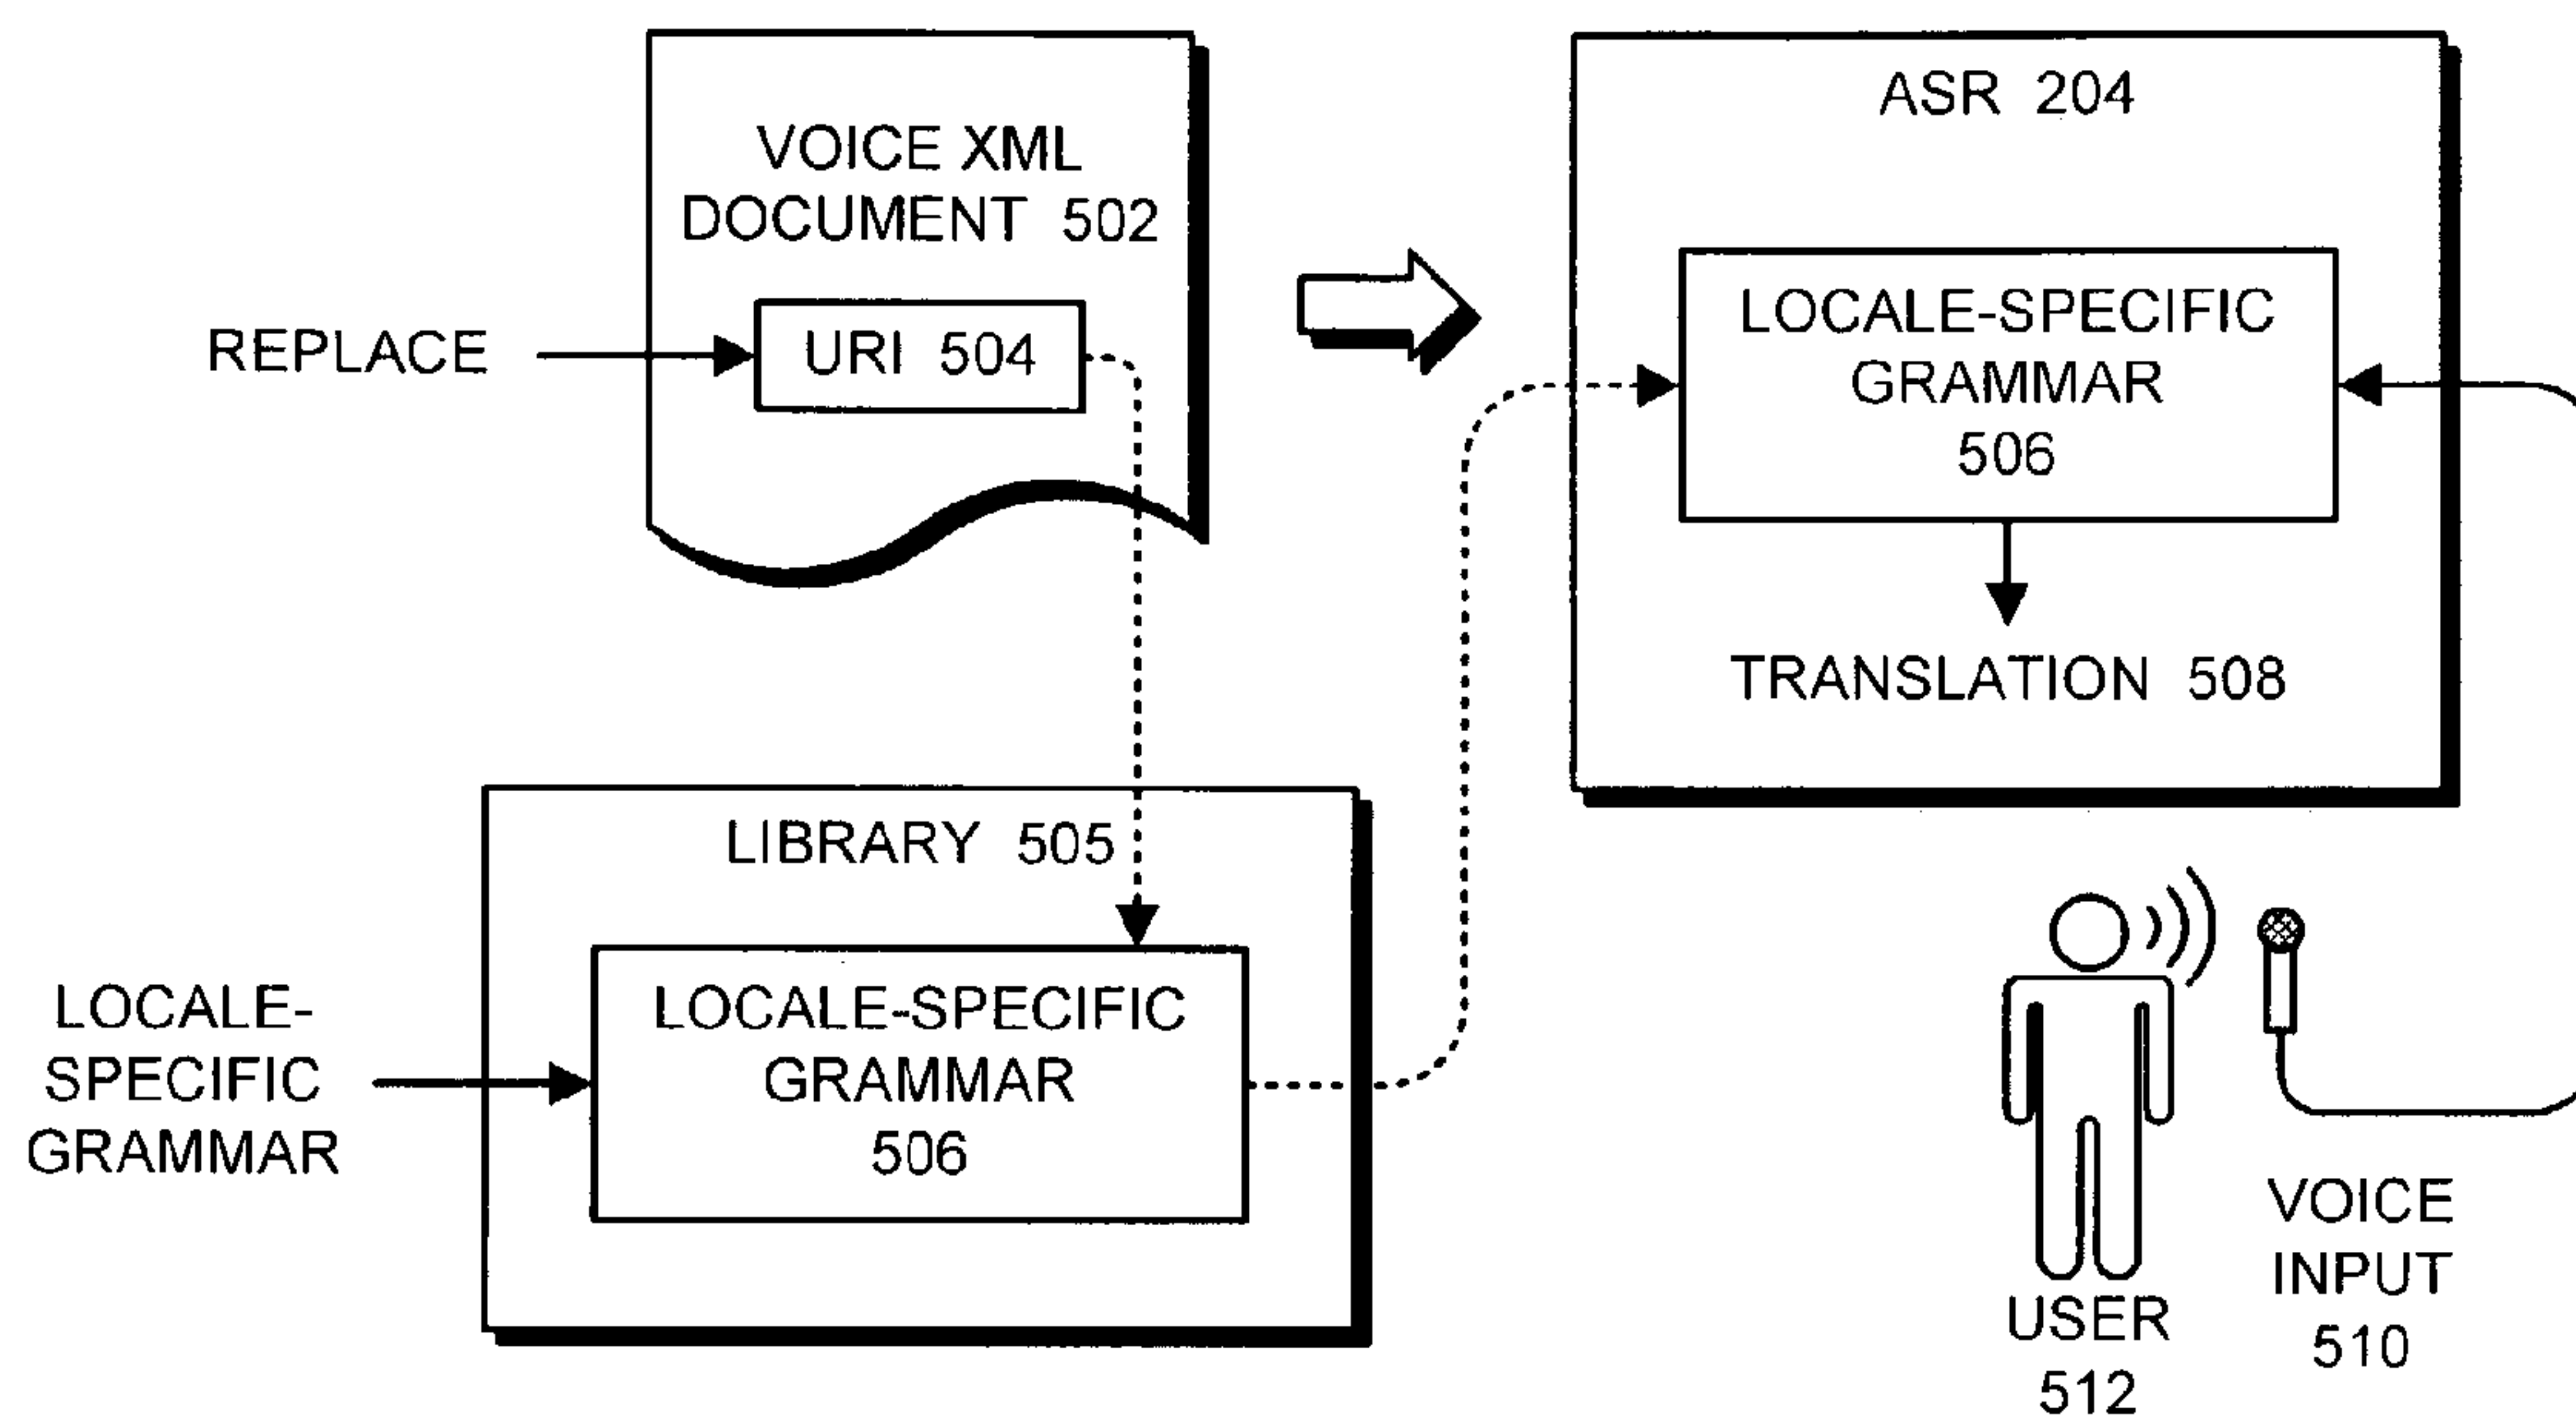 VOICE XML
DOCUMENT 502
REPLACE
URI 504
ASR 204
LOCALE-SPECIFIC
GRAMMAR
506
TRANSLATION 508
LIBRARY 505
LOCALE-
SPECIFIC
GRAMMAR
LOCALE-SPECIFIC
GRAMMAR
506
USER
512
VOICE
INPUT
510